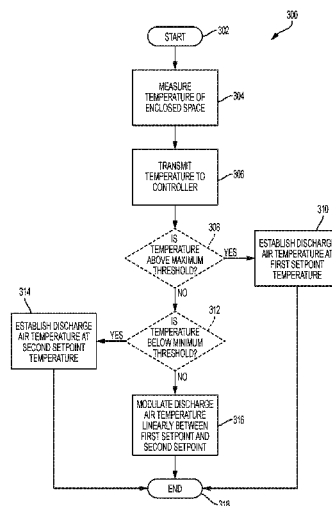 START
302
300
MEASURE
TEMPERATURE OF
ENCLOSED SPACE
304
TRANSMIT
TEMPERATURE TO
CONTROLLER
306
308
IS
TEMPERATURE
ABOVE MAXIMUM
THRESHOLD?
YES
310
ESTABLISH DISCHARGE
AIR TEMPERATURE AT
FIRST SETPOINT
TEMPERATURE
NO
312
IS
TEMPERATURE
BELOW MINIMUM
THRESHOLD?
YES
314
ESTABLISH DISCHARGE
AIR TEMPERATURE AT
SECOND SETPOINT
TEMPERATURE
NO
MODULATE DISCHARGE
AIR TEMPERATURE
LINEARLY BETWEEN
FIRST SETPOINT AND
SECOND SETPOINT
316
END
318